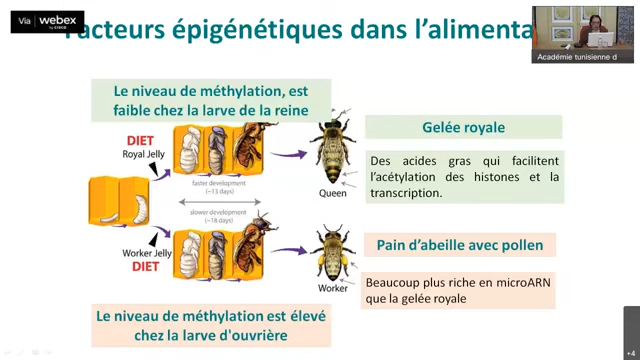 Via webex
by CISCO
Facteurs épigénétiques dans l'alimenta
Académie tunisienne d
Le niveau de méthylation, est
faible chez la larve de la reine
DIET
Royal Jelly
faster development
(~13 days)
slower development
(~18 days)
Worker Jelly
DIET
Queen
Worker
Gelée royale
Des acides gras qui facilitent
l'acétylation des histones et la
transcription.
Pain d'abeille avec pollen
Beaucoup plus riche en microARN
que la gelée royale
Le niveau de méthylation est élevé
chez la larve d'ouvrière
+4